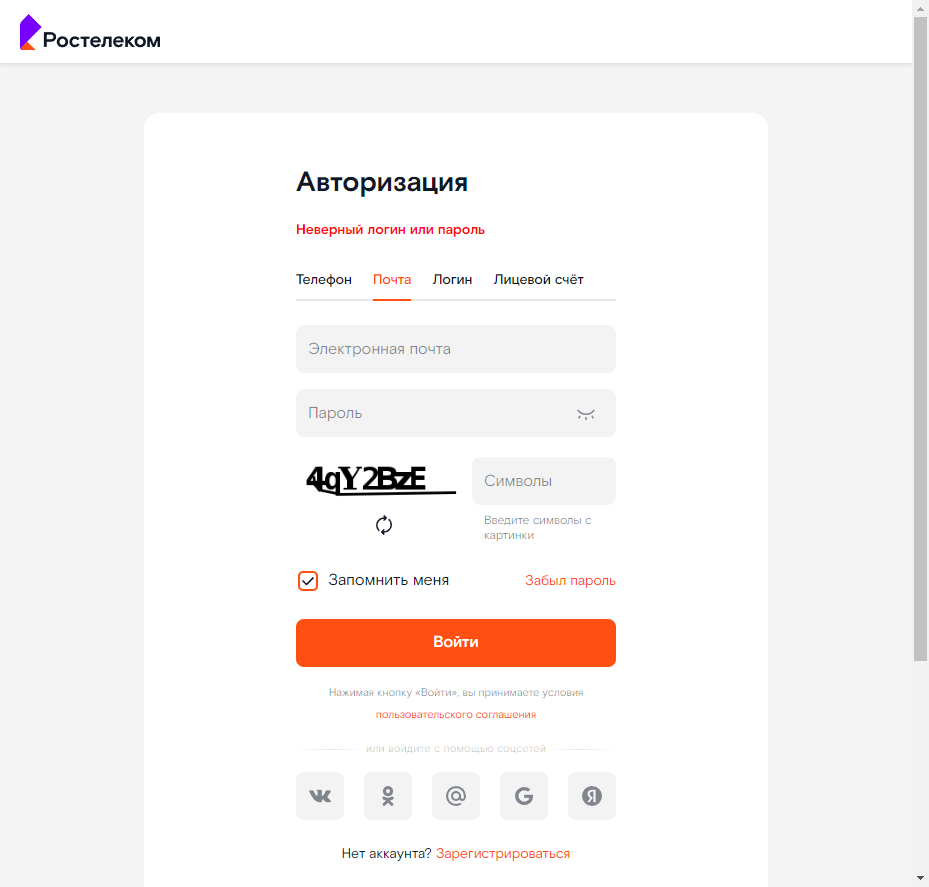 Ростелеком
Авторизация
Неверный логин или пароль
Телефон Почта Логин Лицевой счёт
Электронная почта
Пароль
4qY2BzE
Символы
Введите символы с
картинки
Запомнить меня
Забыл пароль
Войти
Нажимая кнопку «Войти», вы принимаете условия
пользовательского соглашения
или войдите с помощью соцсетей
Нет аккаунта? Зарегистрироваться